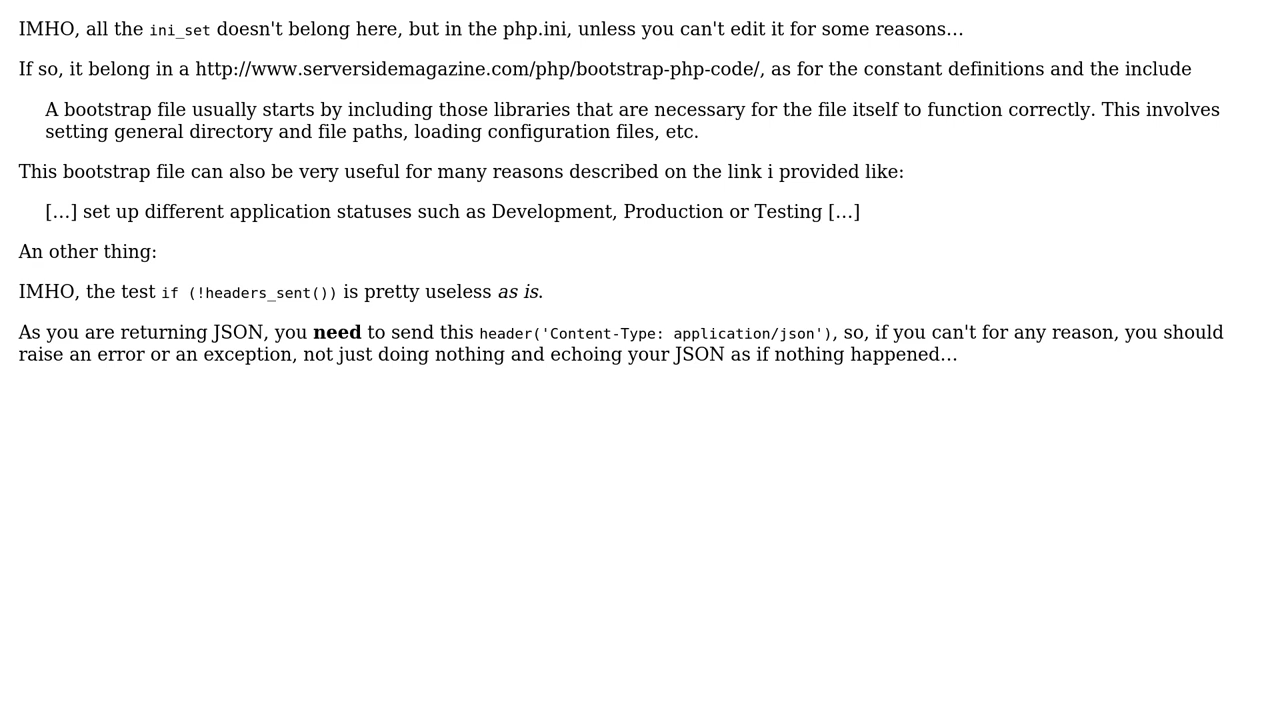 IMHO, all the ini_set doesn't belong here, but in the php.ini, unless you can't edit it for some reasons…
If so, it belong in a http://www.serversidemagazine.com/php/bootstrap-php-code/, as for the constant definitions and the include
A bootstrap file usually starts by including those libraries that are necessary for the file itself to function correctly. This involves
setting general directory and file paths, loading configuration files, etc.
This bootstrap file can also be very useful for many reasons described on the link i provided like:
[…] set up different application statuses such as Development, Production or Testing […]
An other thing:
IMHO, the test if (!headers_sent()) is pretty useless as is.
As you are returning JSON, you need to send this header('Content-Type: application/json'), so, if you can't for any reason, you should
raise an error or an exception, not just doing nothing and echoing your JSON as if nothing happened…